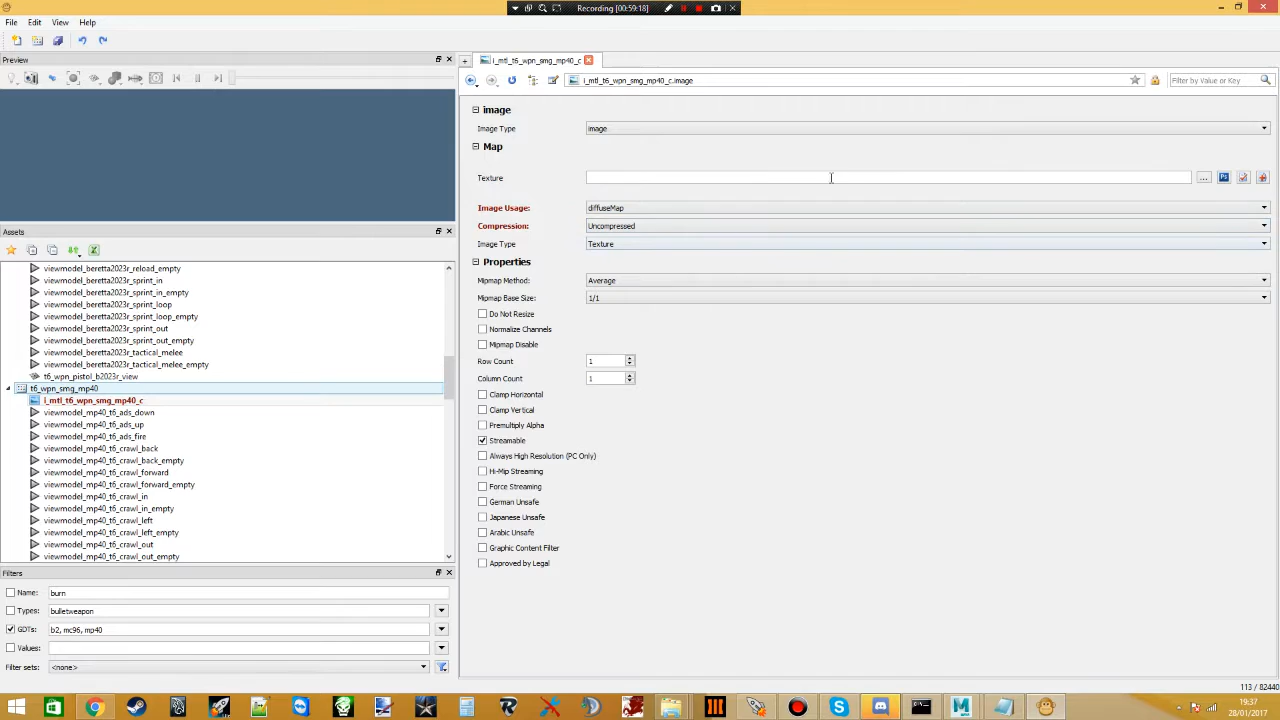 Recording [00:59:18]
File Edit View Help
Preview
i_mtl_t6_wpn_smg_mp40_c
i_mtl_t6_wpn_smg_mp40_c.image
Filter by Value or Key
image
Image Type image
Map
Texture ... Ps
Image Usage: diffuseMap
Compression: Uncompressed
Image Type Texture
Properties
Mipmap Method: Average
Mipmap Base Size: 1/1
Do Not Resize
Normalize Channels
Mipmap Disable
Row Count 1
Column Count 1
Clamp Horizontal
Clamp Vertical
Premultiply Alpha
Streamable
Always High Resolution (PC Only)
Hi-Mip Streaming
Force Streaming
German Unsafe
Japanese Unsafe
Arabic Unsafe
Graphic Content Filter
Approved by Legal
Assets
viewmodel_beretta2023r_reload_empty
viewmodel_beretta2023r_sprint_in
viewmodel_beretta2023r_sprint_in_empty
viewmodel_beretta2023r_sprint_loop
viewmodel_beretta2023r_sprint_loop_empty
viewmodel_beretta2023r_sprint_out
viewmodel_beretta2023r_sprint_out_empty
viewmodel_beretta2023r_tactical_melee
viewmodel_beretta2023r_tactical_melee_empty
t6_wpn_pistol_b2023r_view
t6_wpn_smg_mp40
i_mtl_t6_wpn_smg_mp40_c
viewmodel_mp40_t6_ads_down
viewmodel_mp40_t6_ads_up
viewmodel_mp40_t6_ads_fire
viewmodel_mp40_t6_crawl_back
viewmodel_mp40_t6_crawl_back_empty
viewmodel_mp40_t6_crawl_forward
viewmodel_mp40_t6_crawl_forward_empty
viewmodel_mp40_t6_crawl_in
viewmodel_mp40_t6_crawl_in_empty
viewmodel_mp40_t6_crawl_left
viewmodel_mp40_t6_crawl_left_empty
viewmodel_mp40_t6_crawl_out
viewmodel_mp40_t6_crawl_out_empty
Filters
Name: burn
Types: bulletweapon
GDTs: b2, mc96, mp40
Values:
Filter sets: <none>
113 / 82440
19:37
28/01/2017